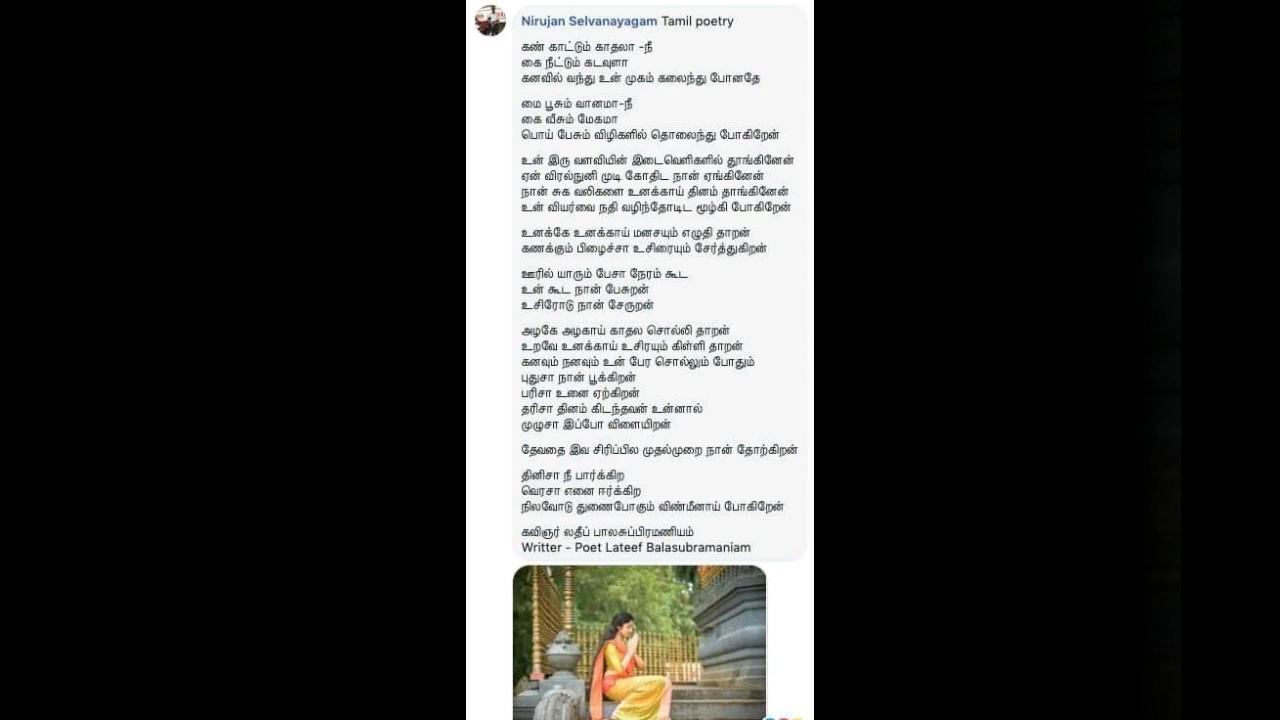 Nirujan Selvanayagam Tamil poetry
கண் காட்டும் காதலா -நீ
கை நீட்டும் கடவுளா
கனவில் வந்து உன் முகம் கலைந்து போனதே
மை பூசும் வானமா-நீ
கை வீசும் மேகமா
பொய் பேசும் விழிகளில் தொலைந்து போகிறேன்
உன் இரு வளவியின் இடைவெளிகளில் தூங்கினேன்
ஏன் விரல்நுனி முடி கோதிட நான் ஏங்கினேன்
நான் சுக வலிகளை உனக்காய் தினம் தாங்கினேன்
உன் வியர்வை நதி வழிந்தோடிட மூழ்கி போகிறேன்
உனக்கே உனக்காய் மனசயும் எழுதி தாறன்
கணக்கும் பிழைச்சா உசிரையும் சேர்த்துகிறன்
ஊரில் யாரும் பேசா நேரம் கூட
உன் கூட நான் பேசுறன்
உசிரோடு நான் சேருறன்
அழகே அழகாய் காதல சொல்லி தாறன்
உறவே உனக்காய் உசிரயும் கிள்ளி தாறன்
கனவும் நனவும் உன் பேர சொல்லும் போதும்
புதுசா நான் பூக்கிறன்
பரிசா உனை ஏற்கிறன்
தரிசா தினம் கிடந்தவன் உன்னால்
முழுசா இப்போ விளையிறன்
தேவதை இவ சிரிப்பில முதல்முறை நான் தோற்கிறன்
தினிசா நீ பார்க்கிற
வெரசா எனை ஈர்க்கிற
நிலவோடு துணைபோகும் விண்மீனாய் போகிறேன்
கவிஞர் லதீப் பாலசுப்பிரமணியம்
Writter - Poet Lateef Balasubramaniam